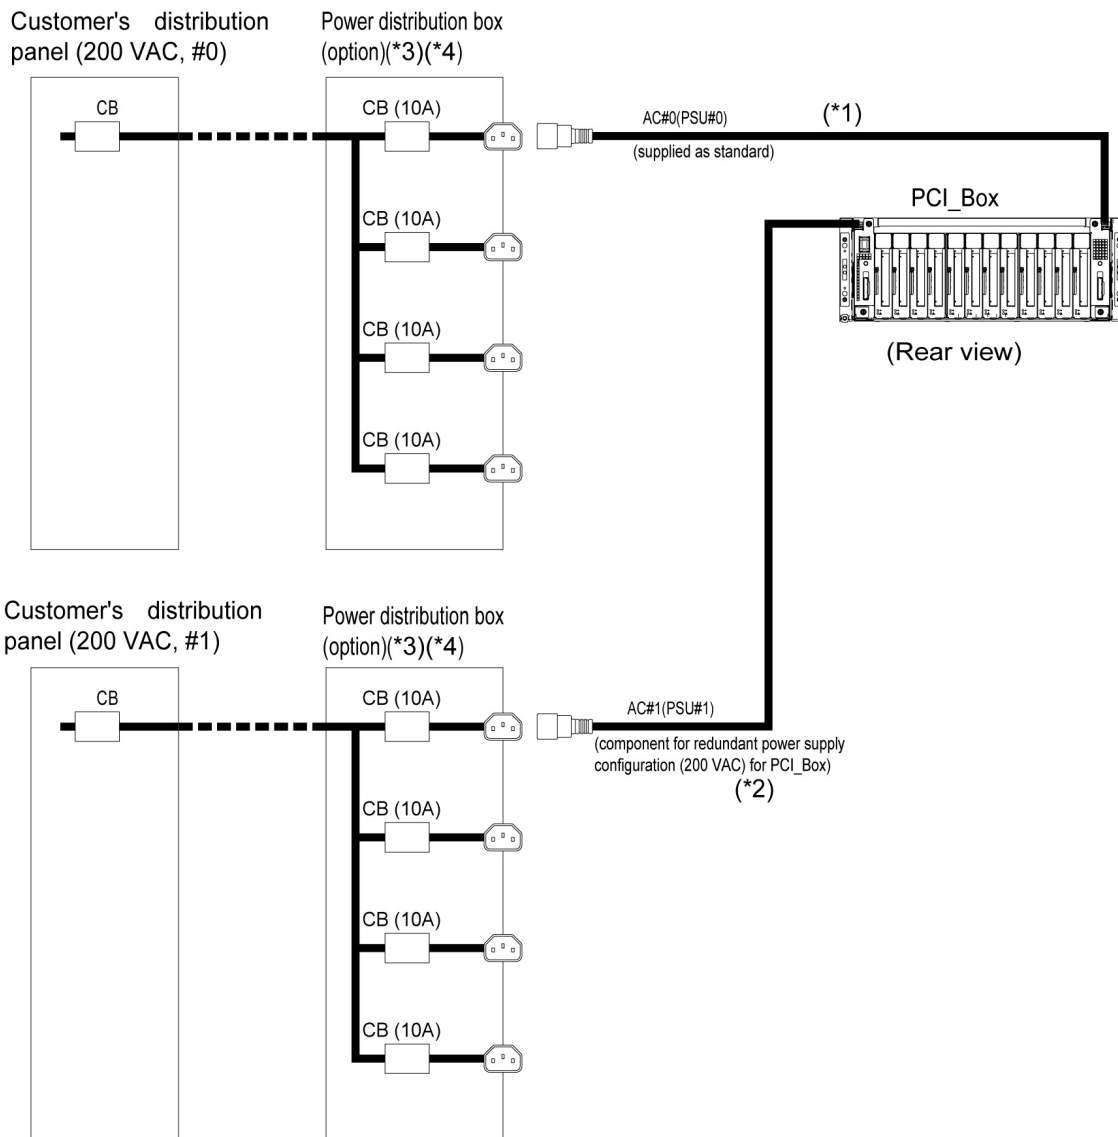 Customer's distribution
panel (200 VAC, #0)
Power distribution box
(option)(*3)(*4)
CB
CB (10A)
AC#0(PSU#0)
(*1)
(supplied as standard)
PCI_Box
CB (10A)
(Rear view)
CB (10A)
CB (10A)
Customer's distribution
panel (200 VAC, #1)
Power distribution box
(option)(*3)(*4)
CB
CB (10A)
AC#1(PSU#1)
(component for redundant power supply
configuration (200 VAC) for PCI_Box)
(*2)
CB (10A)
CB (10A)
CB (10A)